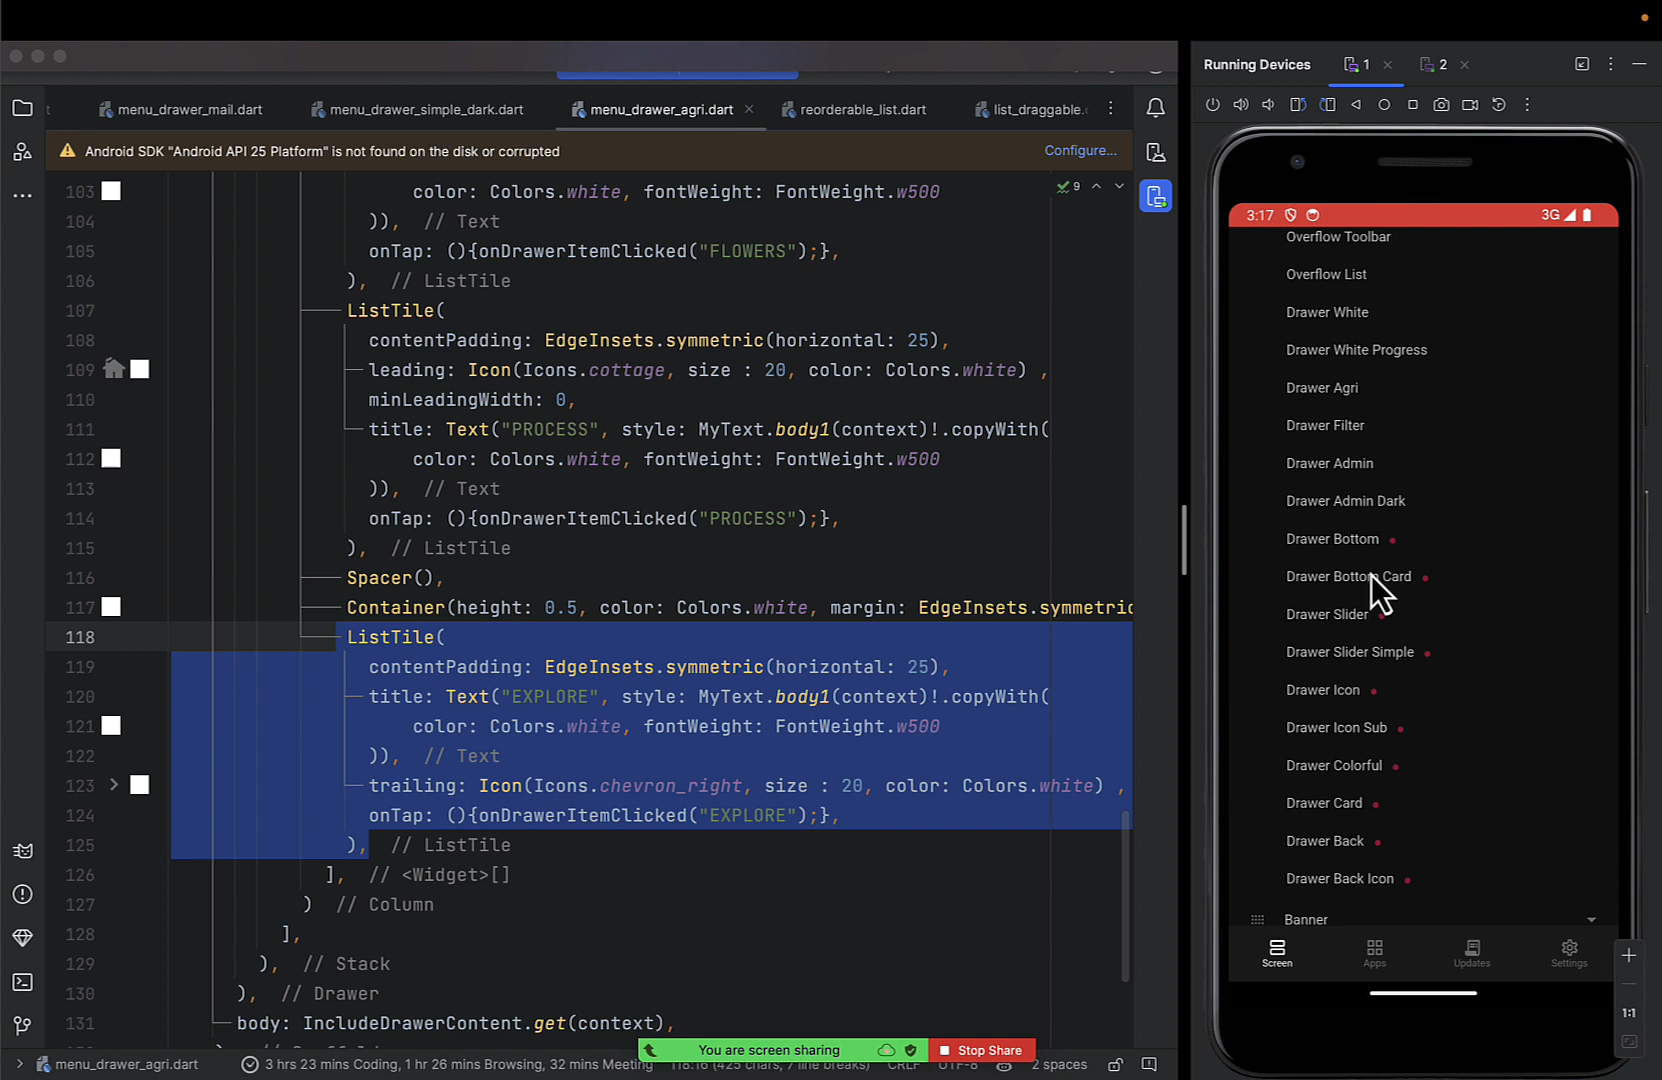 Running Devices
1
2
menu_drawer_mail.dart
menu_drawer_simple_dark.dart
menu_drawer_agri.dart
reorderable_list.dart
list_draggable.
Android SDK "Android API 25 Platform" is not found on the disk or corrupted
Configure...
9
103 color: Colors.white, fontWeight: FontWeight.w500
104 )), // Text
105 onTap: (){onDrawerItemClicked("FLOWERS");},
106 ), // ListTile
107 ListTile(
108 contentPadding: EdgeInsets.symmetric(horizontal: 25),
109 leading: Icon(Icons.cottage, size : 20, color: Colors.white) ,
110 minLeadingWidth: 0,
111 title: Text("PROCESS", style: MyText.body1(context)!.copyWith(
112 color: Colors.white, fontWeight: FontWeight.w500
113 )), // Text
114 onTap: (){onDrawerItemClicked("PROCESS");},
115 ), // ListTile
116 Spacer(),
117 Container(height: 0.5, color: Colors.white, margin: EdgeInsets.symmetric
118 ListTile(
119 contentPadding: EdgeInsets.symmetric(horizontal: 25),
120 title: Text("EXPLORE", style: MyText.body1(context)!.copyWith(
121 color: Colors.white, fontWeight: FontWeight.w500
122 )), // Text
123 trailing: Icon(Icons.chevron_right, size : 20, color: Colors.white) ,
124 onTap: (){onDrawerItemClicked("EXPLORE");},
125 ), // ListTile
126 ], // <Widget>[]
127 ) // Column
128 ],
129 ), // Stack
130 ), // Drawer
131 body: IncludeDrawerContent.get(context),
menu_drawer_agri.dart
3 hrs 23 mins Coding, 1 hr 26 mins Browsing, 32 mins Meeting
118:16 (425 chars, 7 line breaks)
CRLF
UTF-8
2 spaces
You are screen sharing
Stop Share
3:17
3G
Overflow Toolbar
Overflow List
Drawer White
Drawer White Progress
Drawer Agri
Drawer Filter
Drawer Admin
Drawer Admin Dark
Drawer Bottom
Drawer Bottom Card
Drawer Slider
Drawer Slider Simple
Drawer Icon
Drawer Icon Sub
Drawer Colorful
Drawer Card
Drawer Back
Drawer Back Icon
Banner
Screen
Apps
Updates
Settings
1:1